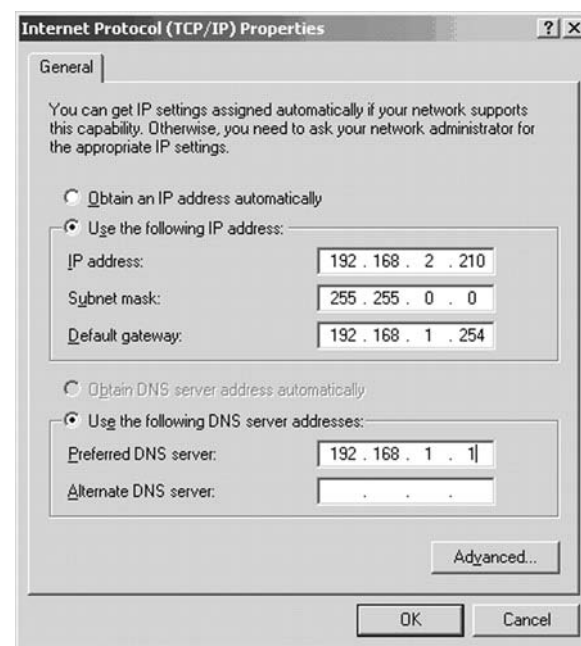 Internet Protocol (TCP/IP) Properties
General
You can get IP settings assigned automatically if your network supports
this capability. Otherwise, you need to ask your network administrator for
the appropriate IP settings.
Obtain an IP address automatically
Use the following IP address:
IP address: 192 . 168 . 2 . 210
Subnet mask: 255 . 255 . 0 . 0
Default gateway: 192 . 168 . 1 . 254
Obtain DNS server address automatically
Use the following DNS server addresses:
Preferred DNS server: 192 . 168 . 1 . 1
Alternate DNS server: . . .
Advanced...
OK Cancel